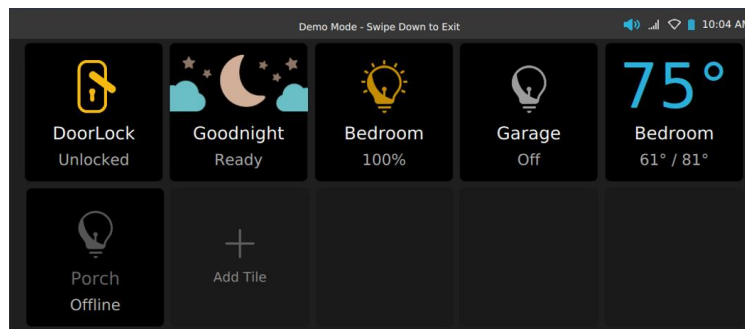 Demo Mode - Swipe Down to Exit
10:04 AM
DoorLock
Unlocked
Goodnight
Ready
Bedroom
100%
Garage
Off
75°
Bedroom
61° / 81°
Porch
Offline
Add Tile